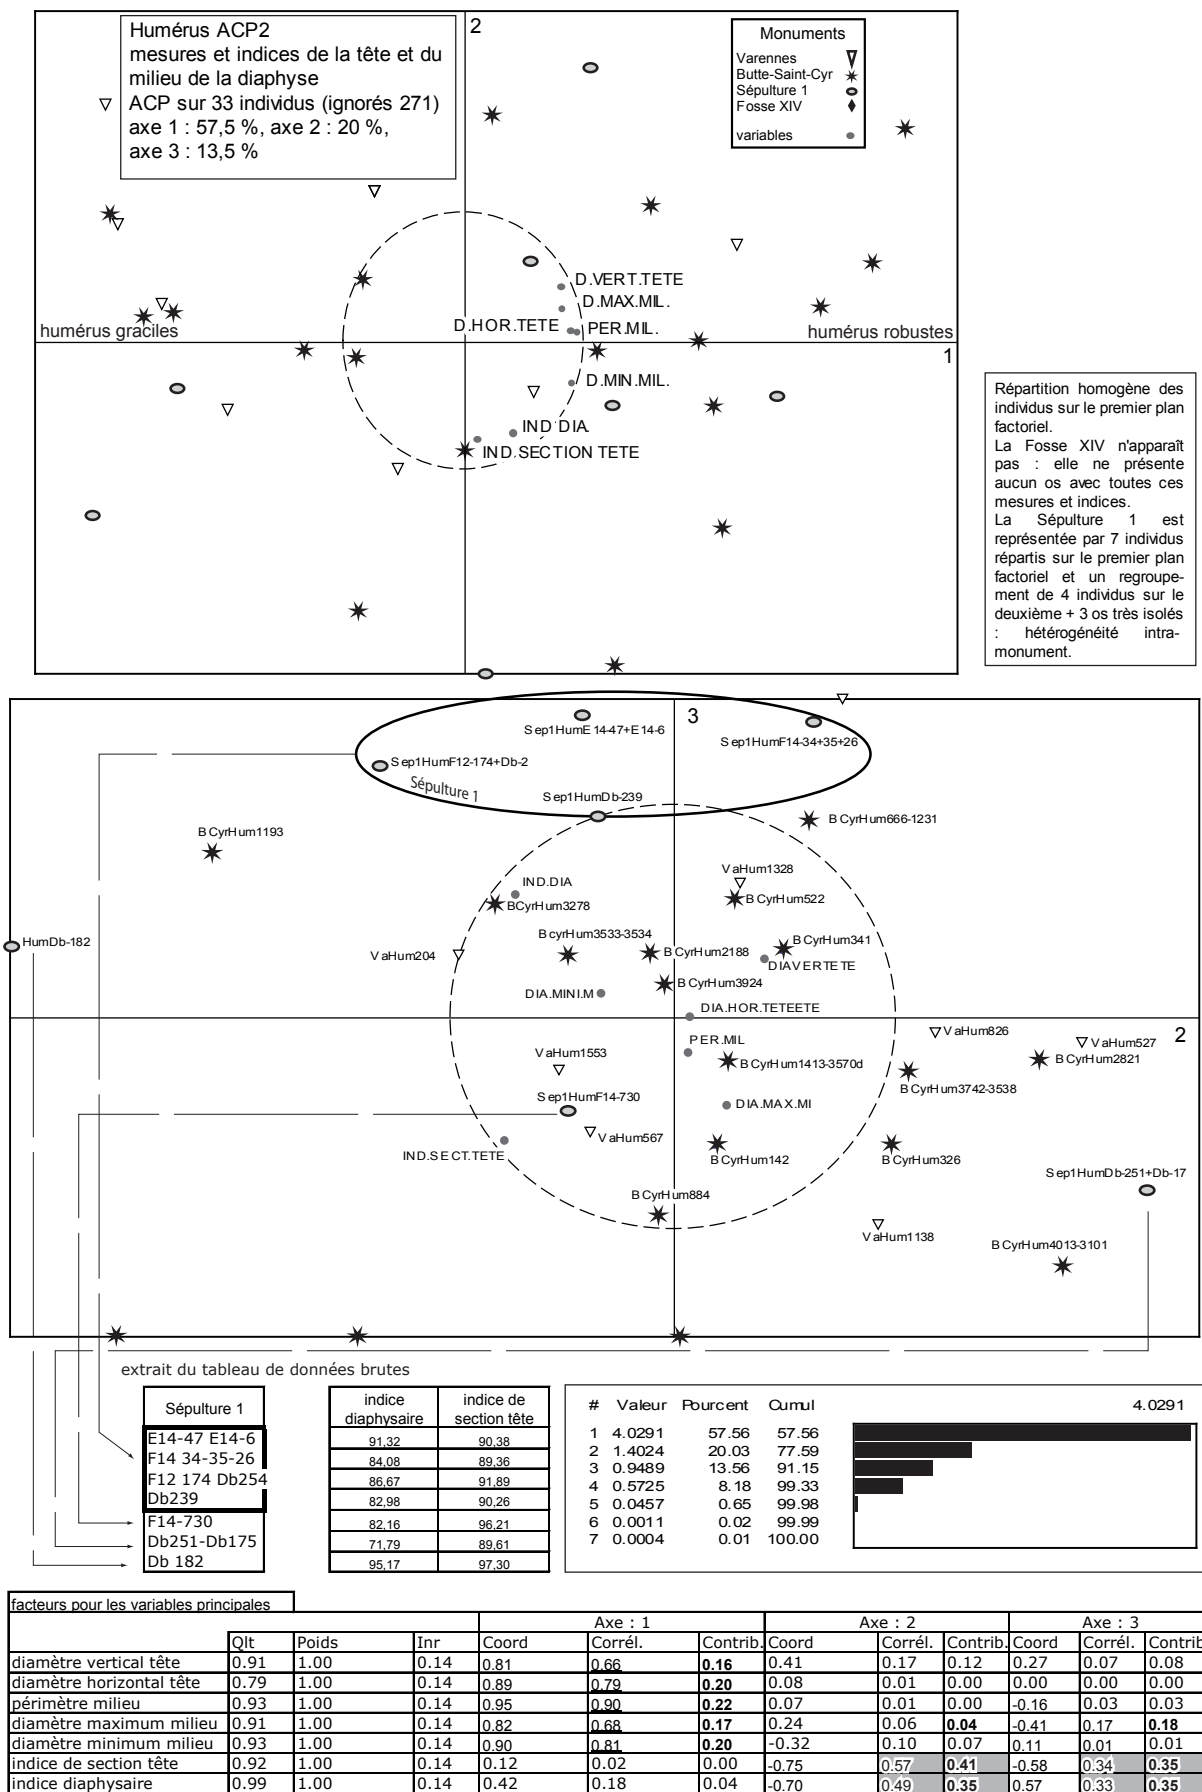 Humérus ACP2
mesures et indices de la tête et du
milieu de la diaphyse
ACP sur 33 individus (ignorés 271)
axe 1 : 57,5 %, axe 2 : 20 %,
axe 3 : 13,5 %
2
Monuments
Varennes
Butte-Saint-Cyr
Sépulture 1
Fosse XIV
variables
D.VERT.TETE
D.MAX.MIL.
D.HOR.TETE
PER.MIL.
humérus graciles
humérus robustes
1
D.MIN.MIL.
IND DIA.
IND.SECTION TETE
Répartition homogène des
individus sur le premier plan
factoriel.
La Fosse XIV n'apparaît
pas : elle ne présente
aucun os avec toutes ces
mesures et indices.
La Sépulture 1 est
représentée par 7 individus
répartis sur le premier plan
factoriel et un regroupe-
ment de 4 individus sur le
deuxième + 3 os très isolés
: hétérogénéité intra-
monument.
3
Sep1HumE14-47+E14-6
Sep1HumF14-34+35+26
Sep1HumF12-174+Db-2
Sépulture 1
Sep1HumDb-239
BCyrHum1193
BCyrHum666-1231
VaHum1328
IND.DIA
BCyrHum3278
BCyrHum522
HumDb-182
VaHum204
BcyrHum3533-3534
BCyrHum2188
BCyrHum341
DIAVERTETE
BCyrHum3924
DIA.MINI.M
DIA.HOR.TETEETE
2
PER.MIL
VaHum826
VaHum527
VaHum1553
BCyrHum1413-3570d
BCyrHum2821
BCyrHum3742-3538
Sep1HumF14-730
DIA.MAX.MI
VaHum567
IND.SECT.TETE
BCyrHum142
BCyrHum326
Sep1HumDb-251+Db-17
BCyrHum884
VaHum1138
BCyrHum4013-3101
extrait du tableau de données brutes
Sépulture 1
E14-47 E14-6
F14 34-35-26
F12 174 Db254
Db239
F14-730
Db251-Db175
Db 182
indice diaphysaire | indice de section tête
91,32 90,38
84,08 89,36
86,67 91,89
82,98 90,26
82,16 96,21
71,79 89,61
95,17 97,30
# Valeur Pourcent Cumul 4.0291
1 4.0291 57.56 57.56
2 1.4024 20.03 77.59
3 0.9489 13.56 91.15
4 0.5725 8.18 99.33
5 0.0457 0.65 99.98
6 0.0011 0.02 99.99
7 0.0004 0.01 100.00
facteurs pour les variables principales
Axe : 1 Axe : 2 Axe : 3
Qlt Poids Inr Coord Corrél. Contrib. Coord Corrél. Contrib. Coord Corrél. Contrib
diamètre vertical tête 0.91 1.00 0.14 0.81 0.66 0.16 0.41 0.17 0.12 0.27 0.07 0.08
diamètre horizontal tête 0.79 1.00 0.14 0.89 0.79 0.20 0.08 0.01 0.00 0.00 0.00 0.00
périmètre milieu 0.93 1.00 0.14 0.95 0.90 0.22 0.07 0.01 0.00 -0.16 0.03 0.03
diamètre maximum milieu 0.91 1.00 0.14 0.82 0.68 0.17 0.24 0.06 0.04 -0.41 0.17 0.18
diamètre minimum milieu 0.93 1.00 0.14 0.90 0.81 0.20 -0.32 0.10 0.07 0.11 0.01 0.01
indice de section tête 0.92 1.00 0.14 0.12 0.02 0.00 -0.75 0.57 0.41 -0.58 0.34 0.35
indice diaphysaire 0.99 1.00 0.14 0.42 0.18 0.04 -0.70 0.49 0.35 0.57 0.33 0.35